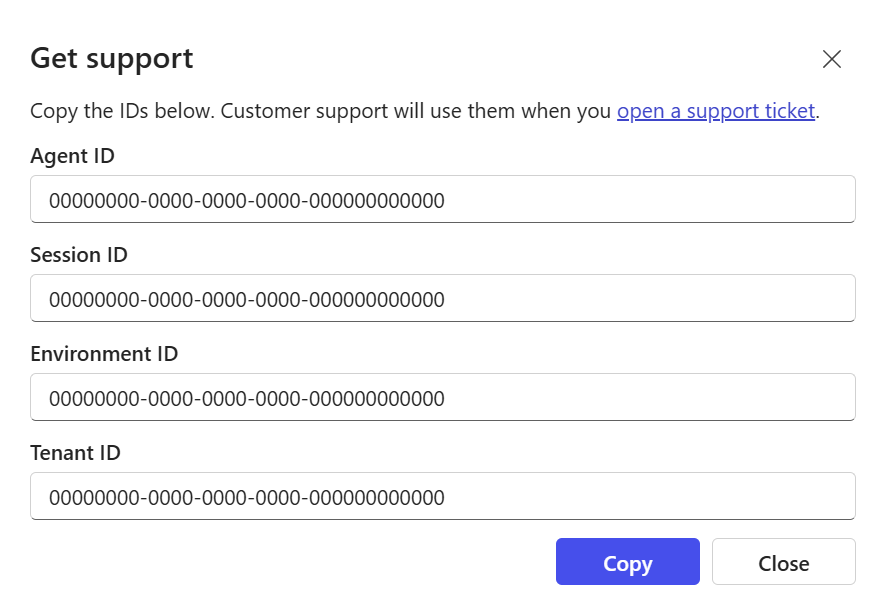 Get support
Copy the IDs below. Customer support will use them when you open a support ticket.
Agent ID
00000000-0000-0000-0000-000000000000
Session ID
00000000-0000-0000-0000-000000000000
Environment ID
00000000-0000-0000-0000-000000000000
Tenant ID
00000000-0000-0000-0000-000000000000
Copy Close